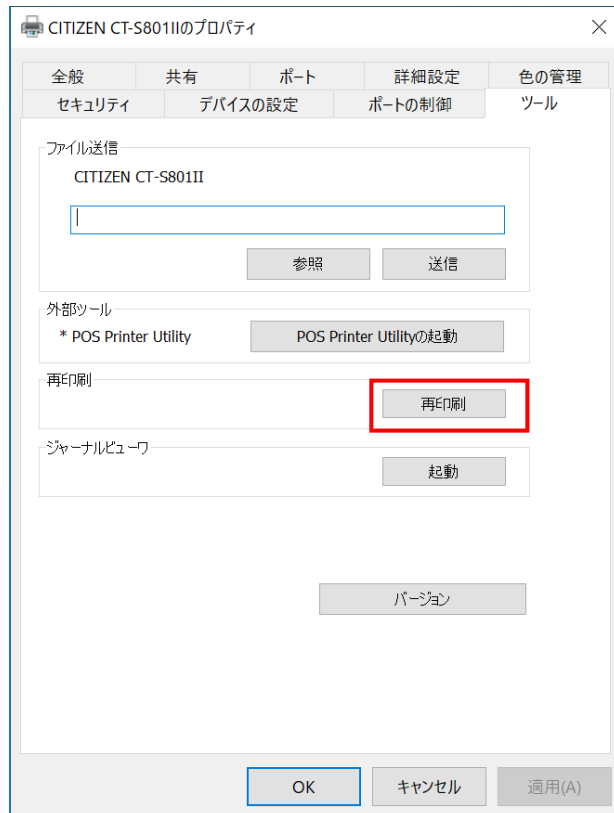 CITIZEN CT-S801IIのプロパティ
全般 共有 ポート 詳細設定 色の管理
セキュリティ デバイスの設定 ポートの制御 ツール
ファイル送信
CITIZEN CT-S801II
参照 送信
外部ツール
* POS Printer Utility POS Printer Utilityの起動
再印刷
再印刷
ジャーナルビューワ
起動
バージョン
OK キャンセル 適用(A)